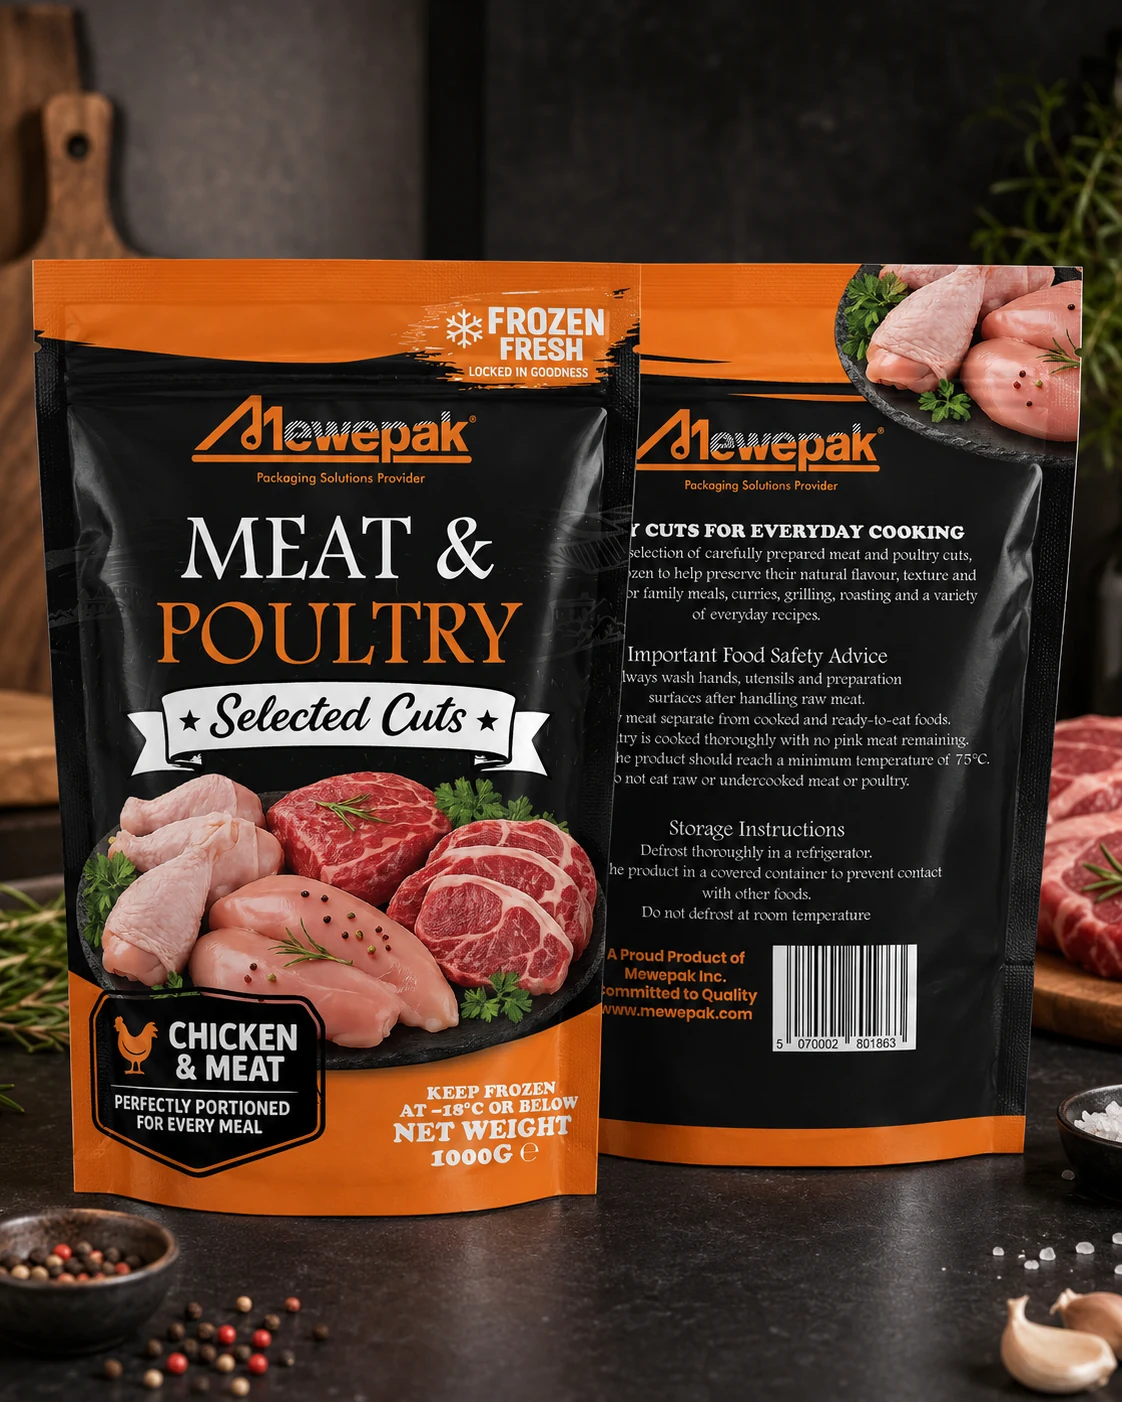 FROZEN
FRESH
LOCKED IN GOODNESS
Mewepak®
Packaging Solutions Provider
MEAT &
POULTRY
Selected Cuts
CHICKEN
& MEAT
PERFECTLY PORTIONED
FOR EVERY MEAL
KEEP FROZEN
AT –18°C OR BELOW
NET WEIGHT
1000G ℮
Mewepak®
Packaging Solutions Provider
CUTS FOR EVERYDAY COOKING
selection of carefully prepared meat and poultry cuts,
to help preserve their natural flavour, texture and
family meals, curries, grilling, roasting and a variety
of everyday recipes.
Important Food Safety Advice
wash hands, utensils and preparation
surfaces after handling raw meat.
meat separate from cooked and ready-to-eat foods.
is cooked thoroughly with no pink meat remaining.
the product should reach a minimum temperature of 75°C.
not eat raw or undercooked meat or poultry.
Storage Instructions
Defrost thoroughly in a refrigerator.
the product in a covered container to prevent contact
with other foods.
Do not defrost at room temperature
A Proud Product of
Mewepak Inc.
Committed to Quality
www.mewepak.com
5 070002 801863